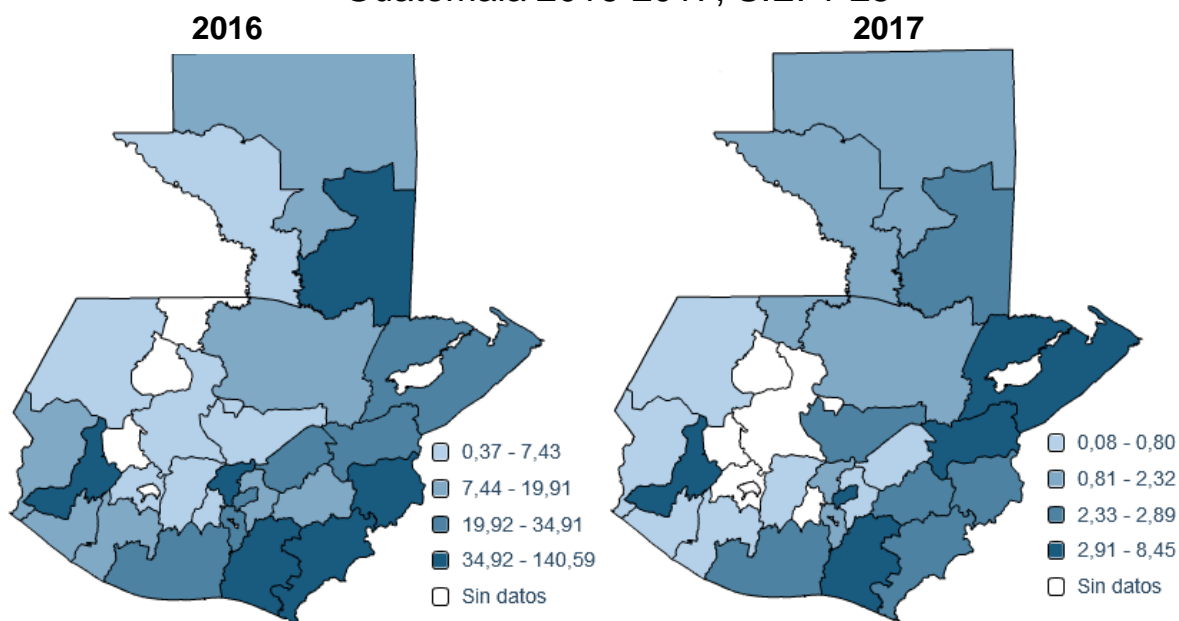 2016
2017
0,37 - 7,43
7,44 - 19,91
19,92 - 34,91
34,92 - 140,59
Sin datos
0,08 - 0,80
0,81 - 2,32
2,33 - 2,89
2,91 - 8,45
Sin datos